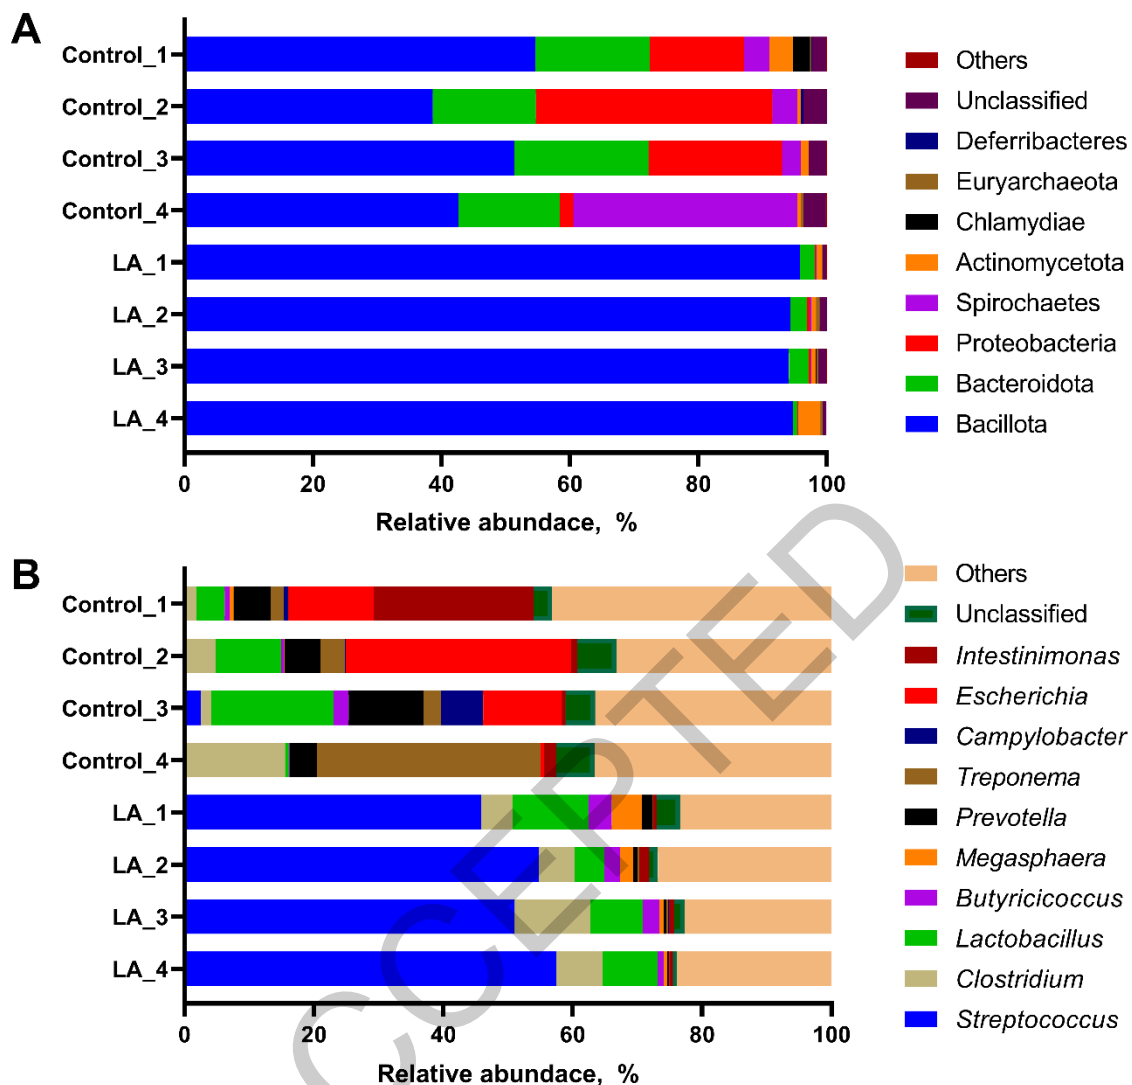 A
Control_1
Control_2
Control_3
Contorl_4
LA_1
LA_2
LA_3
LA_4
0 20 40 60 80 100
Relative abundace, %
Others
Unclassified
Deferribacteres
Euryarchaeota
Chlamydiae
Actinomycetota
Spirochaetes
Proteobacteria
Bacteroidota
Bacillota
B
Control_1
Control_2
Control_3
Control_4
LA_1
LA_2
LA_3
LA_4
0 20 40 60 80 100
Relative abundace, %
Others
Unclassified
Intestinimonas
Escherichia
Campylobacter
Treponema
Prevotella
Megasphaera
Butyricicoccus
Lactobacillus
Clostridium
Streptococcus
CCEPTED